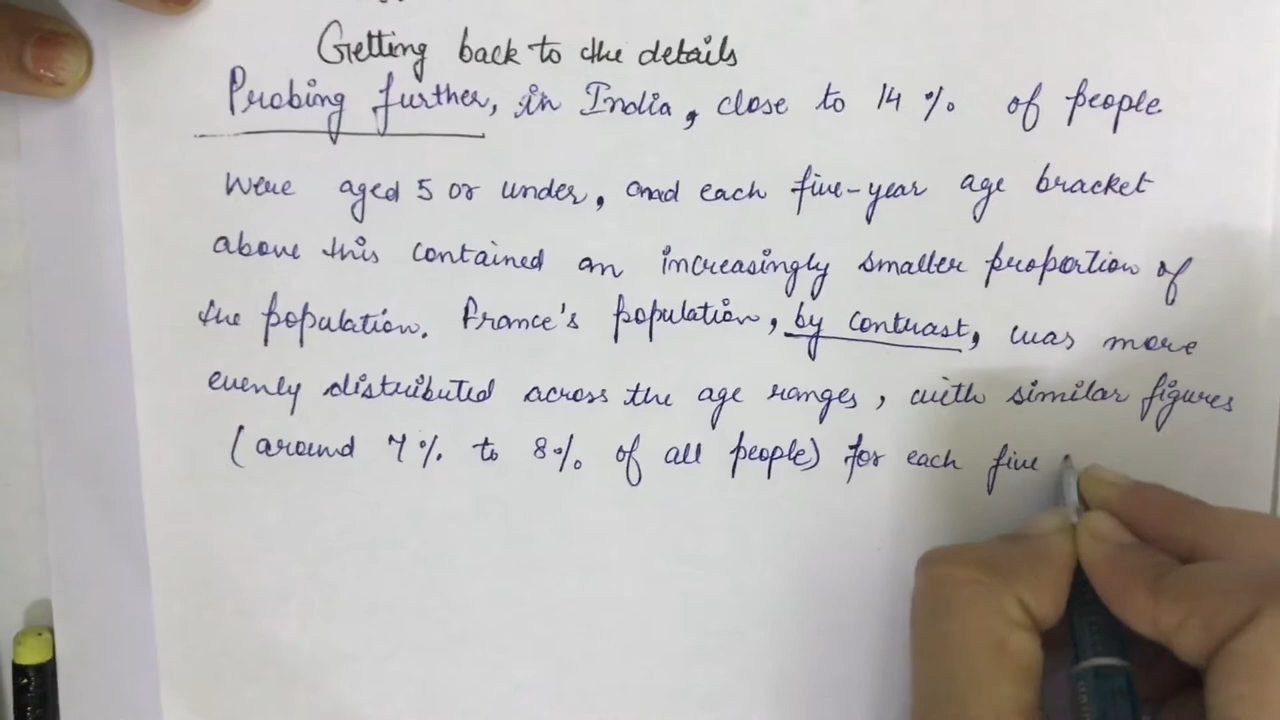 Getting back to the details
Probing further, in India, close to 14 % of people
were aged 5 or under, and each five-year age bracket
above this contained an increasingly smaller proportion of
the population. France's population, by contrast, was more
evenly distributed across the age ranges, with similar figures
(around 7% to 8% of all people) for each five